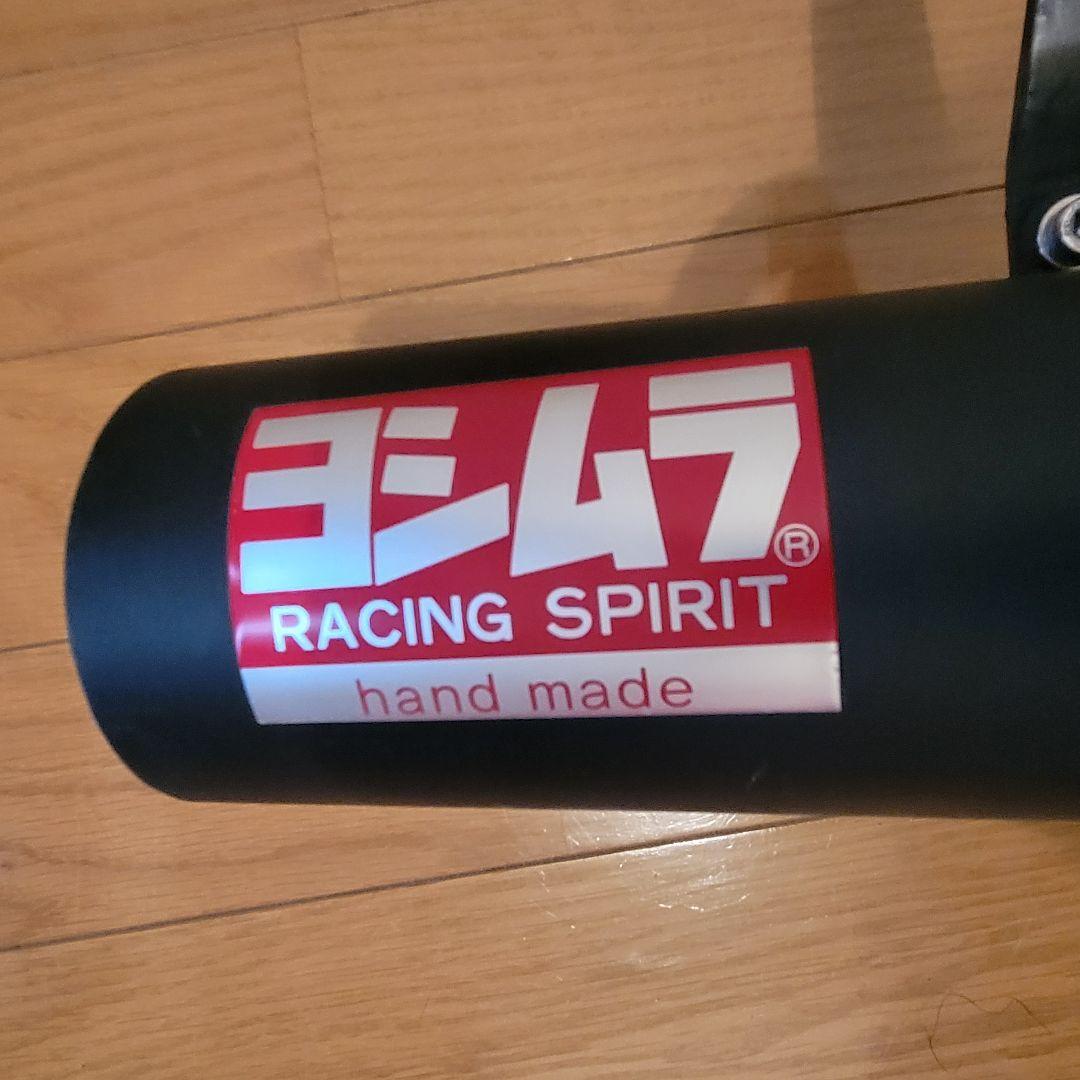 ヨシムラ®
RACING SPIRIT
hand made